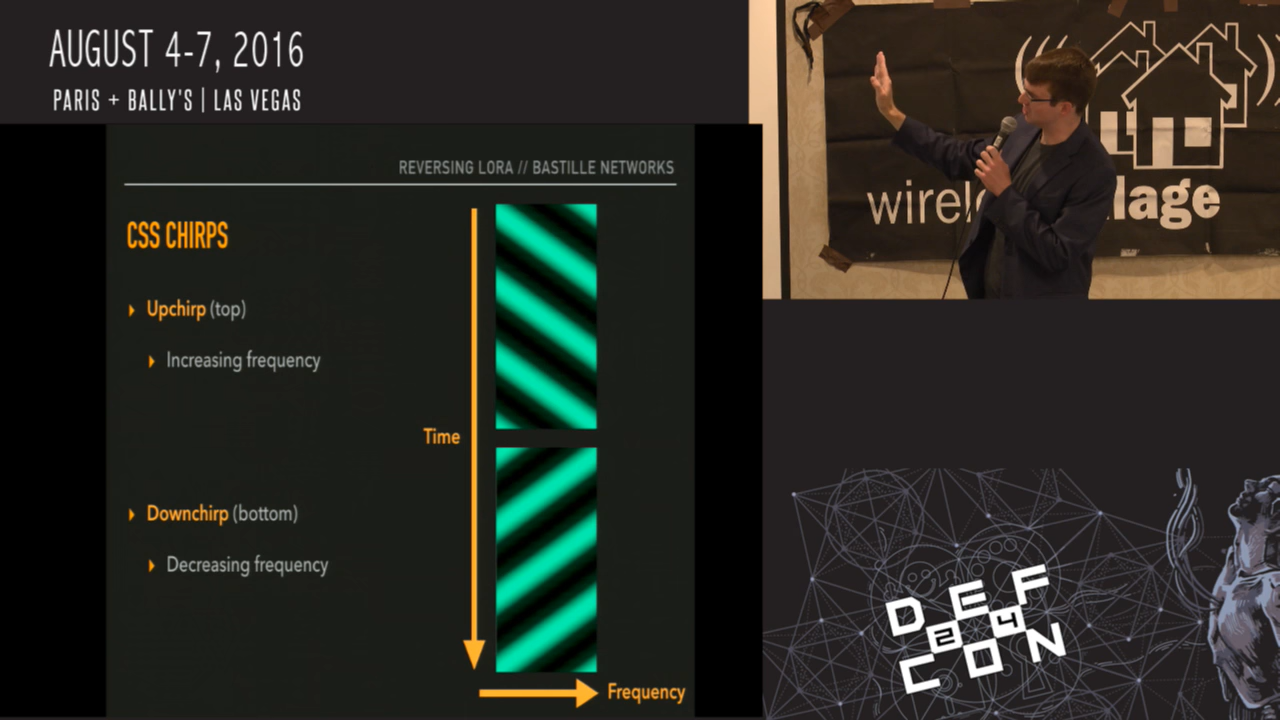 AUGUST 4-7, 2016
PARIS + BALLY'S | LAS VEGAS
REVERSING LORA // BASTILLE NETWORKS
CSS CHIRPS
Upchirp (top)
Increasing frequency
Time
Downchirp (bottom)
Decreasing frequency
Frequency
wirel lage
DEF
24
CON